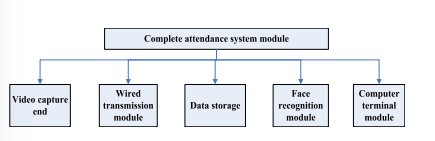 Complete attendance system module
Video capture
end
Wired
transmission
module
Data storage
Face
recognition
module
Computer
terminal
module